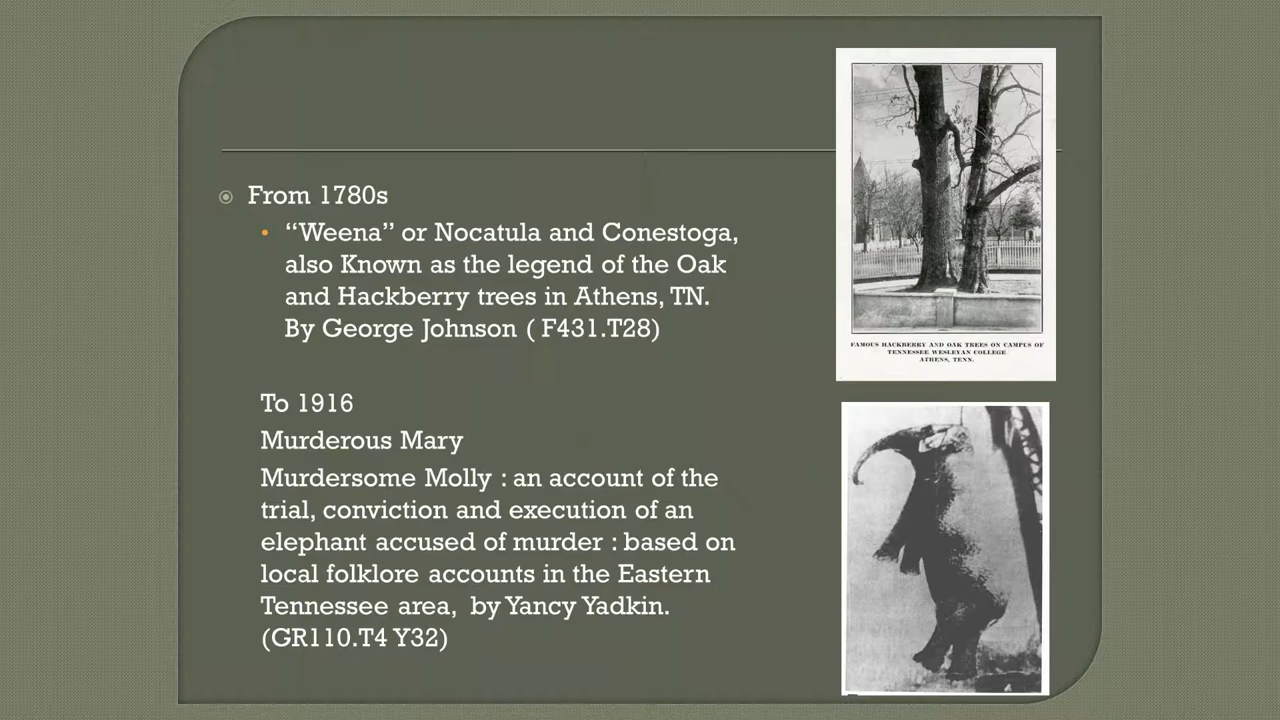 From 1780s
“Weena” or Nocatula and Conestoga,
also Known as the legend of the Oak
and Hackberry trees in Athens, TN.
By George Johnson ( F431.T28)
To 1916
Murderous Mary
Murdersome Molly : an account of the
trial, conviction and execution of an
elephant accused of murder : based on
local folklore accounts in the Eastern
Tennessee area,  by Yancy Yadkin.
(GR110.T4 Y32)
FAMOUS HACKBERRY AND OAK TREES ON CAMPUS OF
TENNESSEE WESLEYAN COLLEGE
ATHENS, TENN.